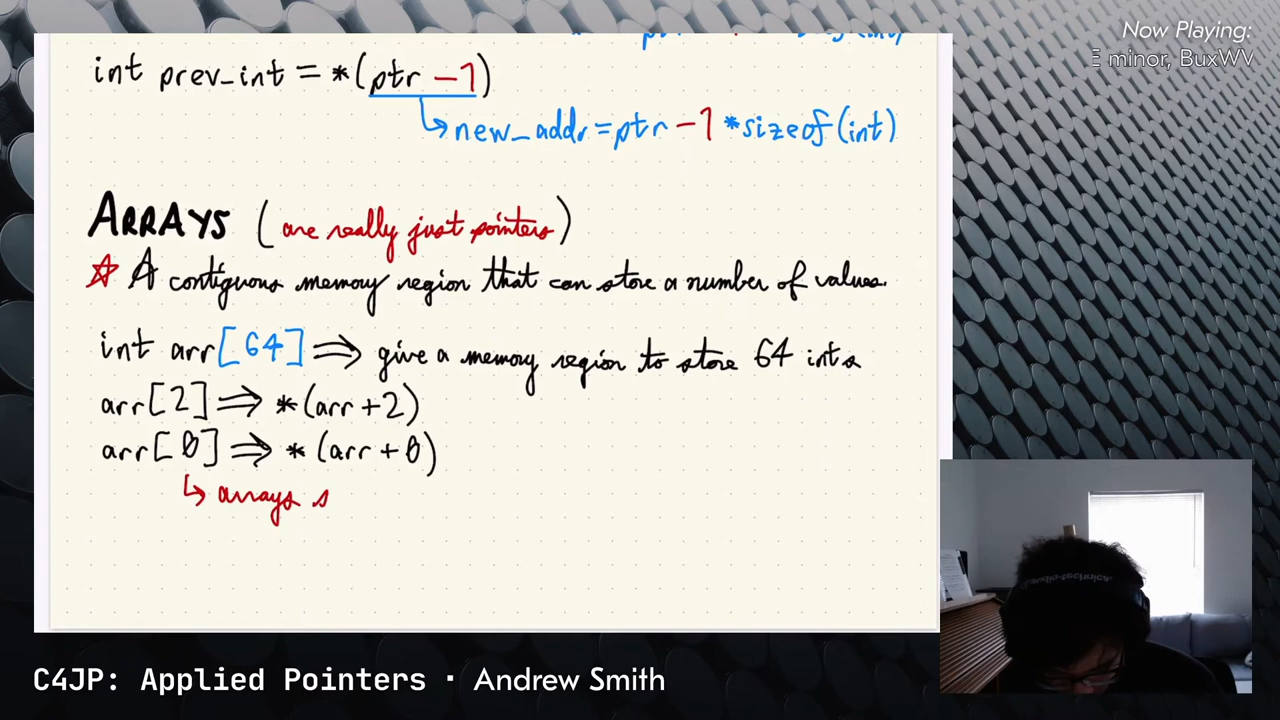 Now Playing:
E minor, BuxWV
int prev_int = *(ptr -1)
↳ new_addr = ptr -1 *sizeof(int)
ARRAYS (are really just pointers)
☆ A contiguous memory region that can store a number of values.
int arr[64] ⇒ give a memory region to store 64 ints
arr[2] ⇒ *(arr +2)
arr[0] ⇒ *(arr +0)
↳ arrays s
audio-technica
C4JP: Applied Pointers · Andrew Smith